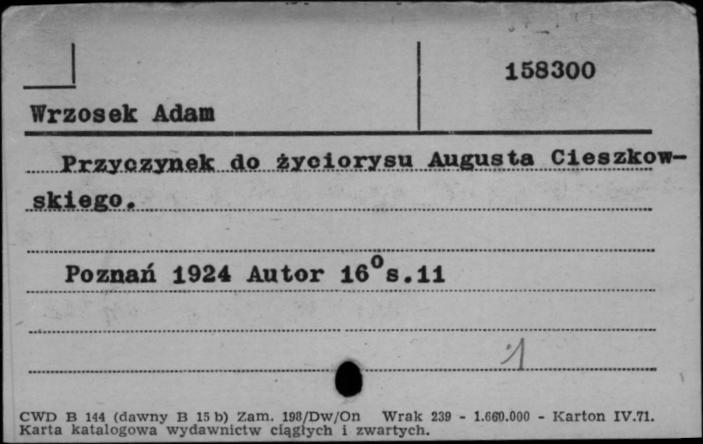 158300
Wrzosek Adam
Przyczynek do życiorysu Augusta Cieszkow-
skiego.
Poznań 1924 Autor 16° s.11
1
CWD B 144 (dawny B 15 b) Zam. 198/Dw/On Wrak 239 - 1.660.000 - Karton IV.71.
Karta katalogowa wydawnictw ciągłych i zwartych.